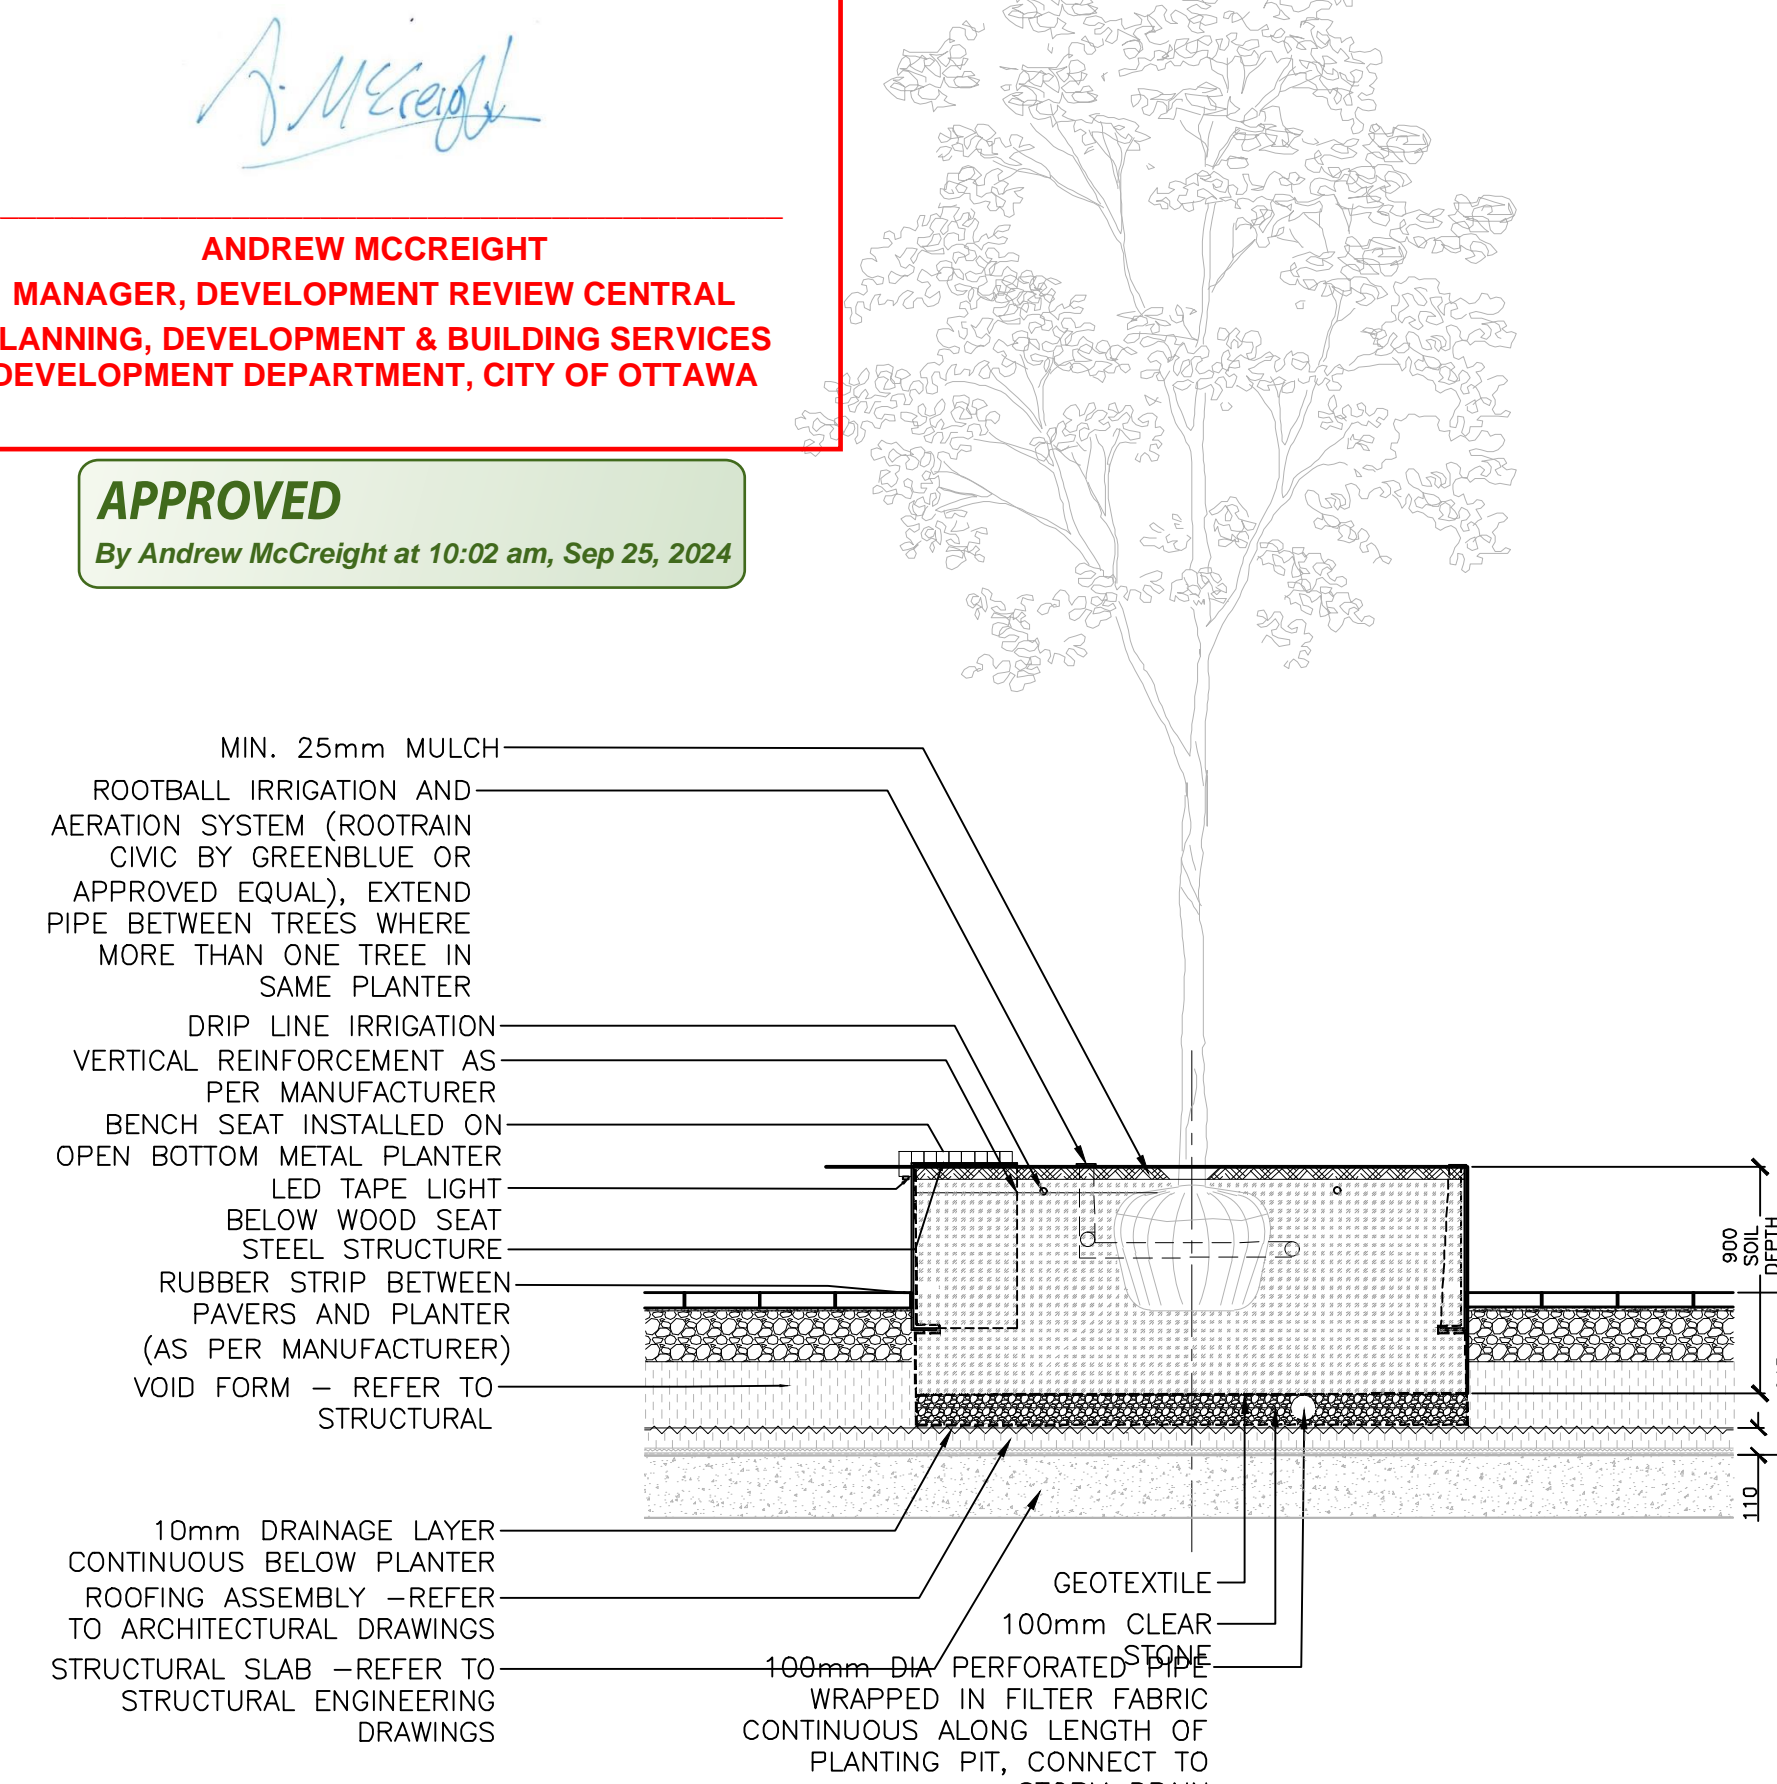 A. McCreight
ANDREW MCCREIGHT
MANAGER, DEVELOPMENT REVIEW CENTRAL
LANNING, DEVELOPMENT & BUILDING SERVICES
DEVELOPMENT DEPARTMENT, CITY OF OTTAWA
APPROVED
By Andrew McCreight at 10:02 am, Sep 25, 2024
MIN. 25mm MULCH
ROOTBALL IRRIGATION AND
AERATION SYSTEM (ROOTRAIN
CIVIC BY GREENBLUE OR
APPROVED EQUAL), EXTEND
PIPE BETWEEN TREES WHERE
MORE THAN ONE TREE IN
SAME PLANTER
DRIP LINE IRRIGATION
VERTICAL REINFORCEMENT AS
PER MANUFACTURER
BENCH SEAT INSTALLED ON
OPEN BOTTOM METAL PLANTER
LED TAPE LIGHT
BELOW WOOD SEAT
STEEL STRUCTURE
RUBBER STRIP BETWEEN
PAVERS AND PLANTER
(AS PER MANUFACTURER)
VOID FORM – REFER TO
STRUCTURAL
10mm DRAINAGE LAYER
CONTINUOUS BELOW PLANTER
ROOFING ASSEMBLY –REFER
TO ARCHITECTURAL DRAWINGS
STRUCTURAL SLAB –REFER TO
STRUCTURAL ENGINEERING
DRAWINGS
GEOTEXTILE
100mm CLEAR
STONE
100mm DIA PERFORATED PIPE
WRAPPED IN FILTER FABRIC
CONTINUOUS ALONG LENGTH OF
PLANTING PIT, CONNECT TO
900
SOIL
DEPTH
110